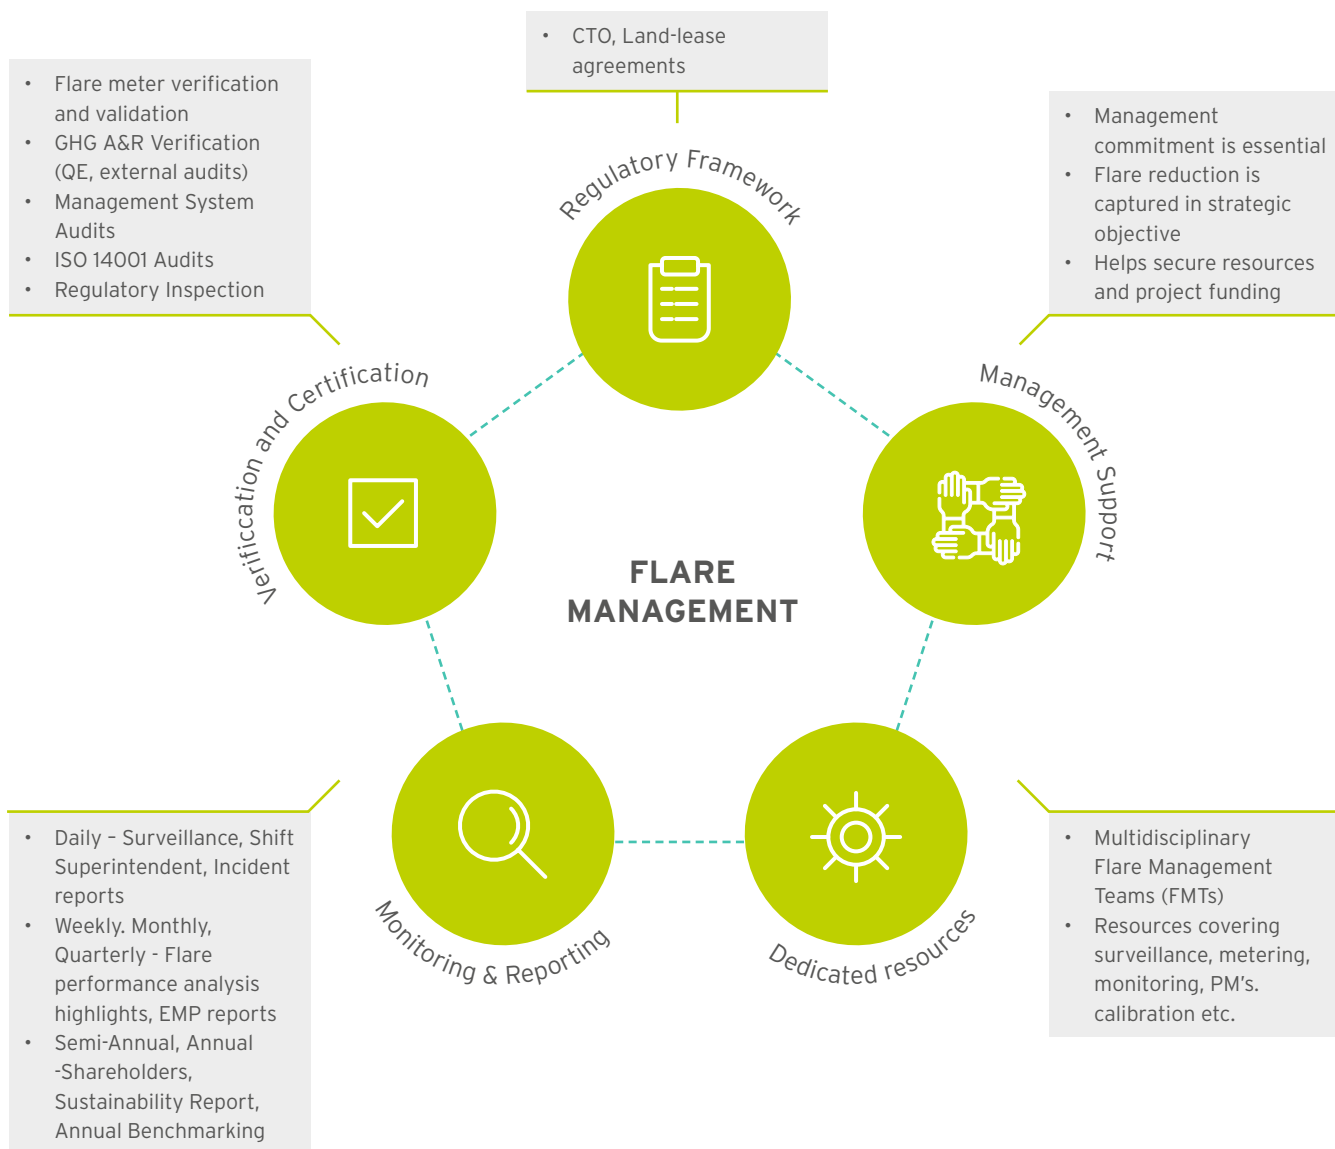 • CTO, Land-lease
agreements
• Flare meter verification
and validation
• GHG A&R Verification
(QE, external audits)
• Management System
Audits
• ISO 14001 Audits
• Regulatory Inspection
• Management
commitment is essential
• Flare reduction is
captured in strategic
objective
• Helps secure resources
and project funding
Regulatory Framework
Verification and Certification
Management Support
FLARE
MANAGEMENT
Monitoring & Reporting
Dedicated resources
• Daily – Surveillance, Shift
Superintendent, Incident
reports
• Weekly. Monthly,
Quarterly - Flare
performance analysis
highlights, EMP reports
• Semi-Annual, Annual
-Shareholders,
Sustainability Report,
Annual Benchmarking
• Multidisciplinary
Flare Management
Teams (FMTs)
• Resources covering
surveillance, metering,
monitoring, PM's.
calibration etc.